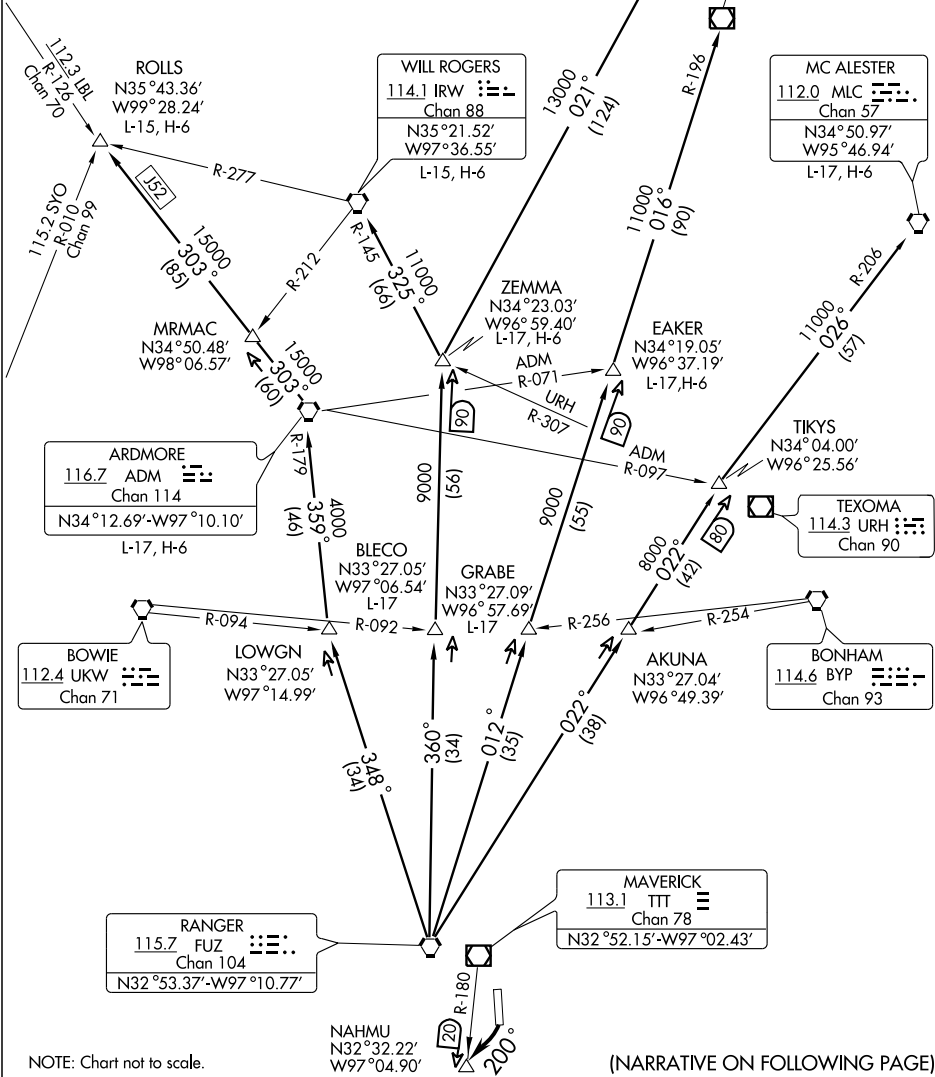 112.3 LBL
R-126
Chan 70
ROLLS
N35°43.36'
W99°28.24'
L-15, H-6
WILL ROGERS
114.1 IRW
Chan 88
N35°21.52'
W97°36.55'
L-15, H-6
13000
021°
(124)
R-196
MC ALESTER
112.0 MLC
Chan 57
N34°50.97'
W95°46.94'
L-17, H-6
115.2 SYO
R-010
Chan 99
J52
R-277
15000
303°
(85)
R-212
R-145
11000
325°
(66)
11000
016°
(90)
R-206
11000
026°
(57)
MRMAC
N34°50.48'
W98°06.57'
15000
303°
(60)
ZEMMA
N34°23.03'
W96°59.40'
L-17, H-6
EAKER
N34°19.05'
W96°37.19'
L-17,H-6
ADM
R-071
URH
R-307
90
90
ADM
R-097
TIKYS
N34°04.00'
W96°25.56'
ARDMORE
116.7 ADM
Chan 114
N34°12.69'-W97°10.10'
L-17, H-6
R-179
4000
359°
(46)
9000
(56)
9000
(55)
8000
022°
(42)
80
TEXOMA
114.3 URH
Chan 90
BLECO
N33°27.05'
W97°06.54'
L-17
GRABE
N33°27.09'
W96°57.69'
L-17
BOWIE
112.4 UKW
Chan 71
R-094
R-092
R-256
R-254
LOWGN
N33°27.05'
W97°14.99'
AKUNA
N33°27.04'
W96°49.39'
BONHAM
114.6 BYP
Chan 93
348°
(34)
360°
(34)
012°
(35)
022°
(38)
RANGER
115.7 FUZ
Chan 104
N32°53.37'-W97°10.77'
MAVERICK
113.1 TTT
Chan 78
N32°52.15'-W97°02.43'
R-180
20
200°
NAHMU
N32°32.22'
W97°04.90'
NOTE: Chart not to scale.
(NARRATIVE ON FOLLOWING PAGE)